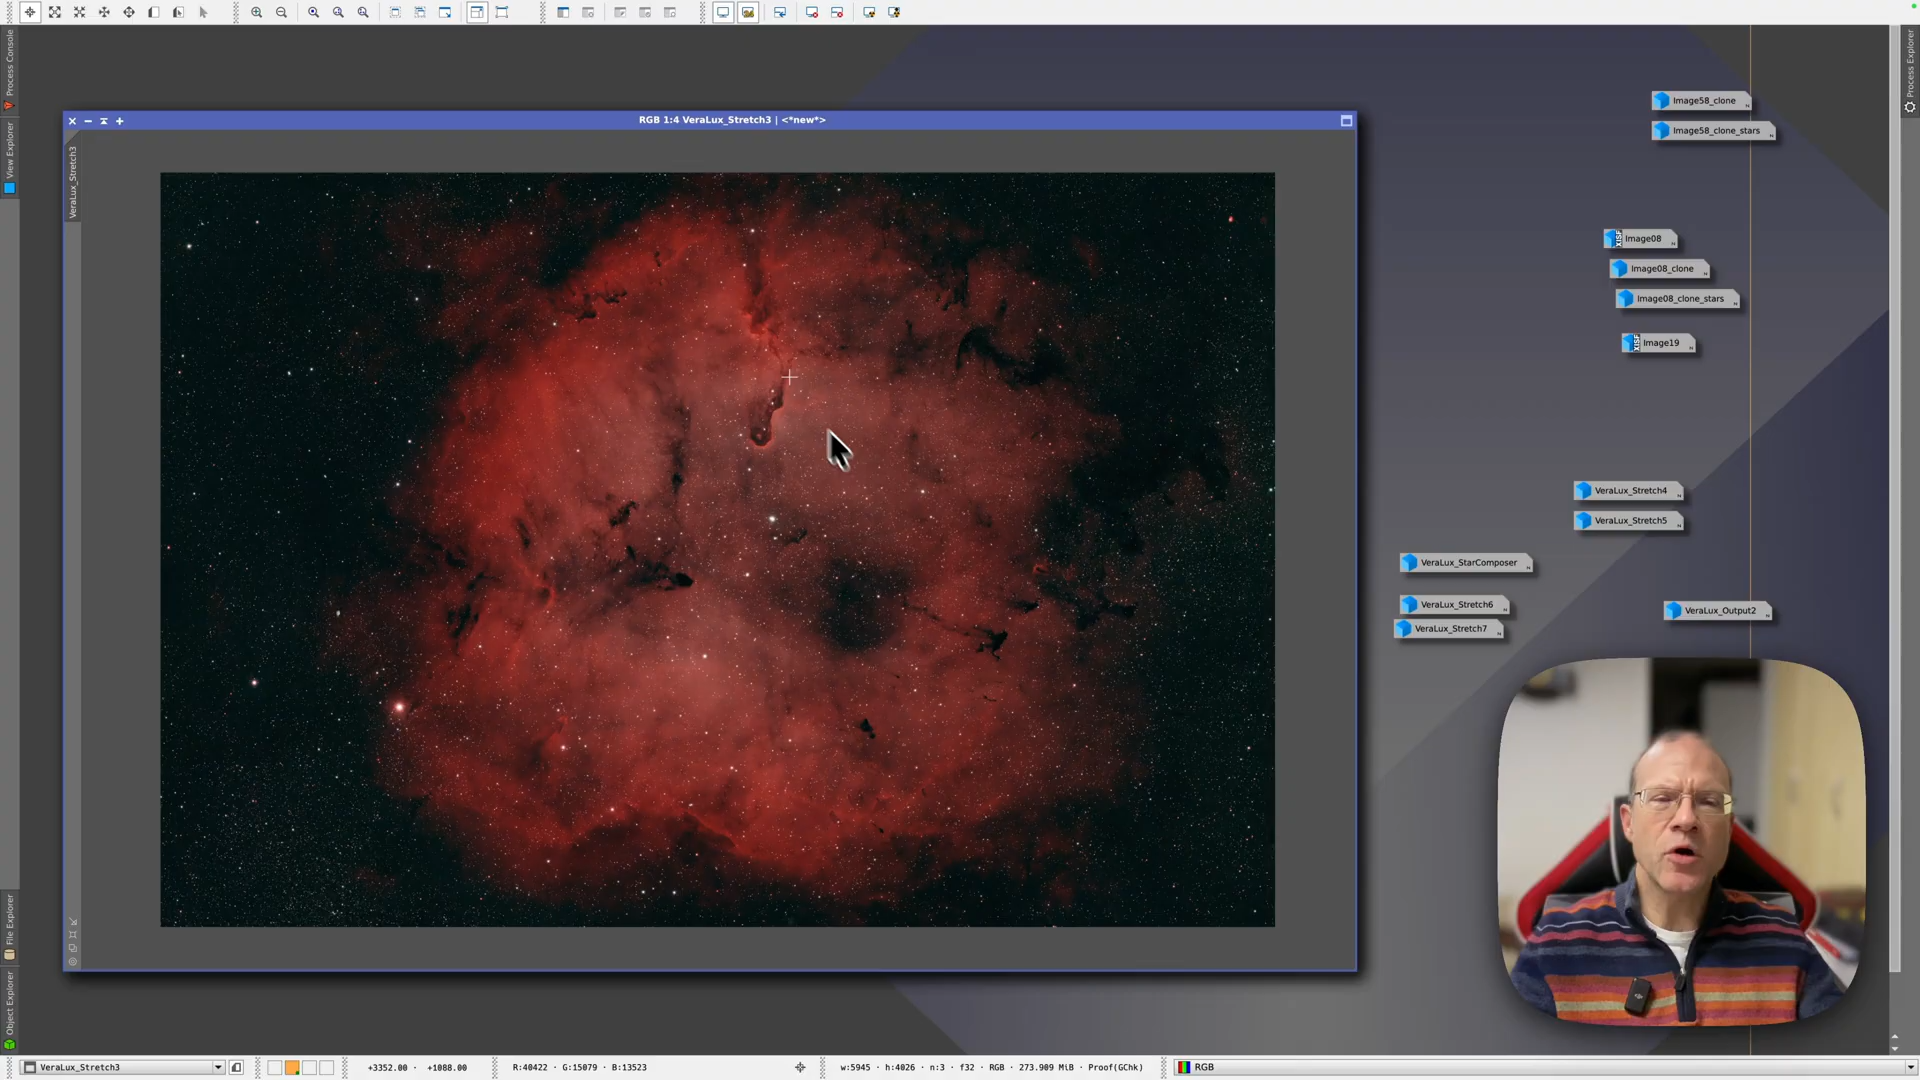 RGB 1:4 VeraLux_Stretch3 | <*new*>
Process Console
View Explorer
File Explorer
Object Explorer
Process Explorer
VeraLux_Stretch3
Image58_clone
Image58_clone_stars
Image08
Image08_clone
Image08_clone_stars
Image19
VeraLux_Stretch4
VeraLux_Stretch5
VeraLux_StarComposer
VeraLux_Stretch6
VeraLux_Output2
VeraLux_Stretch7
VeraLux_Stretch3
+3352.00 · +1088.00
R:40422 · G:15079 · B:13523
w:5945 · h:4026 · n:3 · f32 · RGB · 273.909 MiB · Proof(GChk)
RGB